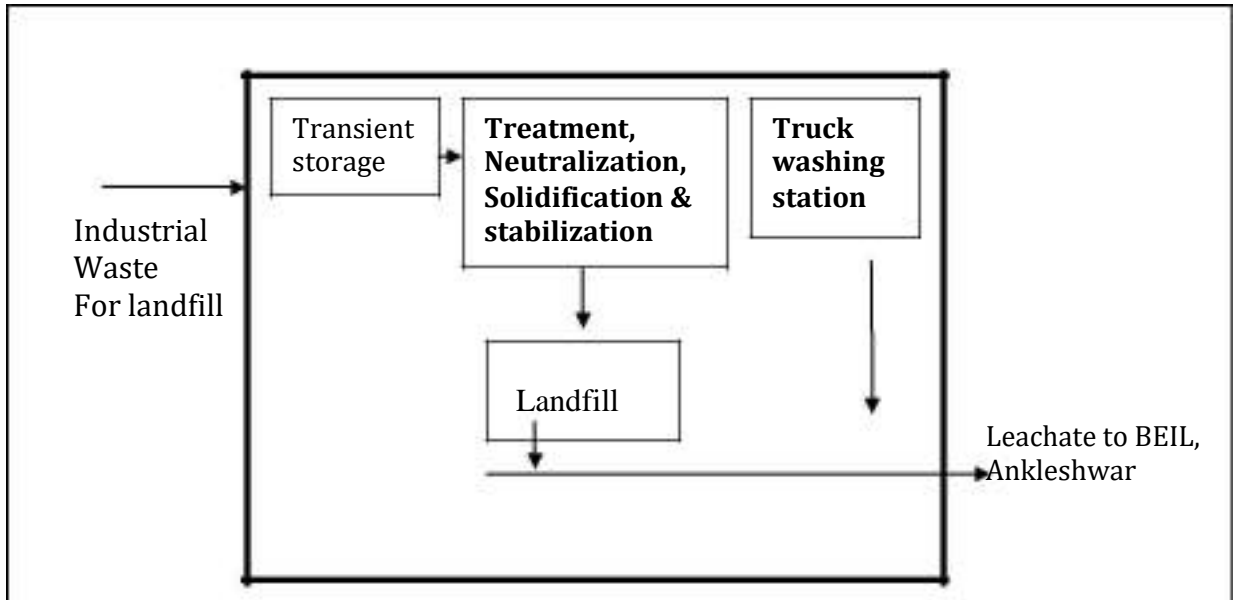 Transient
storage
Treatment,
Neutralization,
Solidification &
stabilization
Truck
washing
station
Industrial
Waste
For landfill
Landfill
Leachate to BEIL,
Ankleshwar